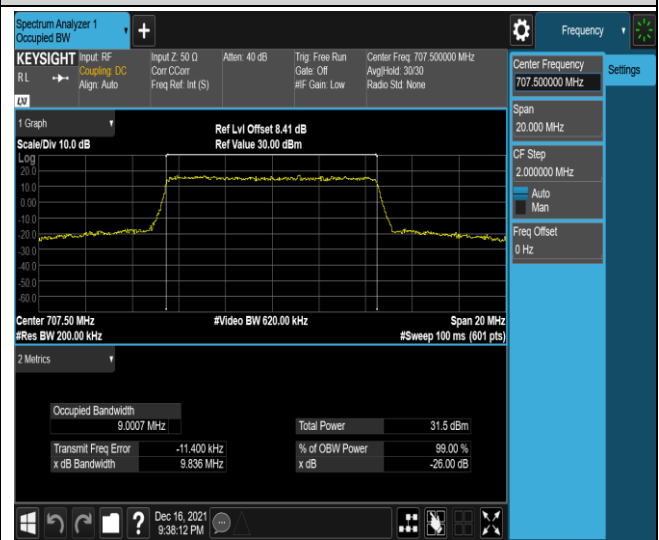 Spectrum Analyzer 1
Occupied BW
+
Frequency
KEYSIGHT
RL
LXI
Input: RF
Coupling: DC
Align: Auto
Input Z: 50 Ω
Corr CCorr
Freq Ref: Int (S)
Atten: 40 dB
Trig: Free Run
Gate: Off
#IF Gain: Low
Center Freq: 707.500000 MHz
Avg|Hold: 30/30
Radio Std: None
Center Frequency
707.500000 MHz
Settings
Span
20.000 MHz
CF Step
2.000000 MHz
Auto
Man
Freq Offset
0 Hz
1 Graph
Scale/Div 10.0 dB
Ref Lvl Offset 8.41 dB
Ref Value 30.00 dBm
Log
20.0
10.0
0.00
-10.0
-20.0
-30.0
-40.0
-50.0
-60.0
Center 707.50 MHz
#Video BW 620.00 kHz
Span 20 MHz
#Res BW 200.00 kHz
#Sweep 100 ms (601 pts)
2 Metrics
Occupied Bandwidth
9.0007 MHz
Total Power 31.5 dBm
Transmit Freq Error -11.400 kHz
% of OBW Power 99.00 %
x dB Bandwidth 9.836 MHz
x dB -26.00 dB
?
Dec 16, 2021
9:38:12 PM